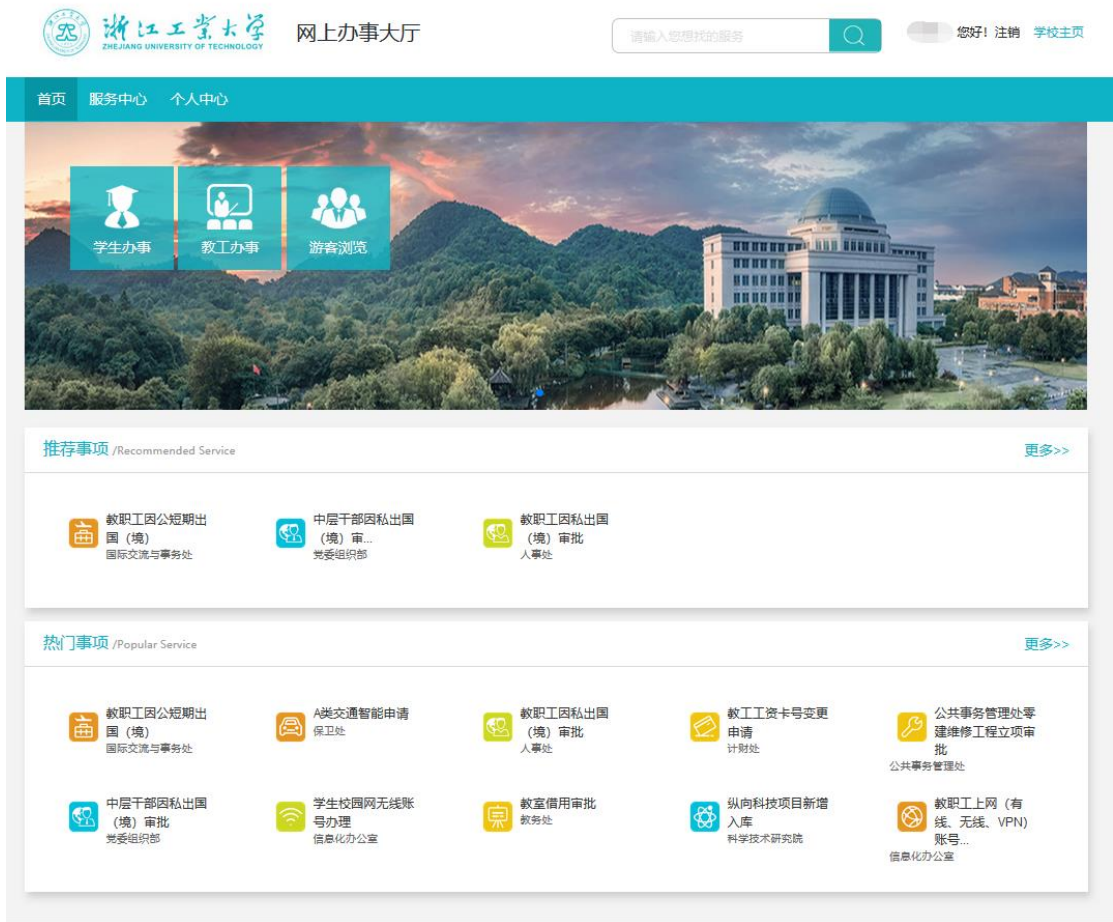 浙江工业大学
ZHEJIANG UNIVERSITY OF TECHNOLOGY
网上办事大厅
请输入您想找的服务
您好！ 注销 学校主页
首页 服务中心 个人中心
学生办事 教工办事 游客浏览
推荐事项 /Recommended Service 更多>>
教职工因公短期出
国（境）
国际交流与事务处
中层干部因私出国
（境）审...
党委组织部
教职工因私出国
（境）审批
人事处
热门事项 /Popular Service 更多>>
教职工因公短期出
国（境）
国际交流与事务处
A类交通智能申请
保卫处
教职工因私出国
（境）审批
人事处
教工工资卡号变更
申请
计财处
公共事务管理处零
建维修工程立项审
批
公共事务管理处
中层干部因私出国
（境）审批
党委组织部
学生校园网无线账
号办理
信息化办公室
教室借用审批
教务处
纵向科技项目新增
入库
科学技术研究院
教职工上网（有
线、无线、VPN)
账号...
信息化办公室